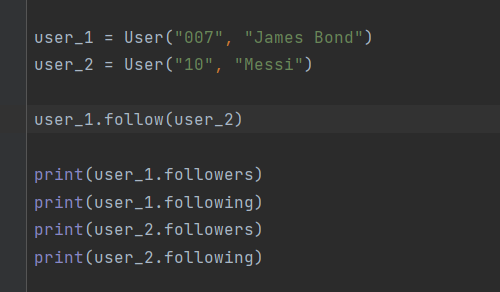 user_1 = User("007", "James Bond")
user_2 = User("10", "Messi")
user_1.follow(user_2)
print(user_1.followers)
print(user_1.following)
print(user_2.followers)
print(user_2.following)